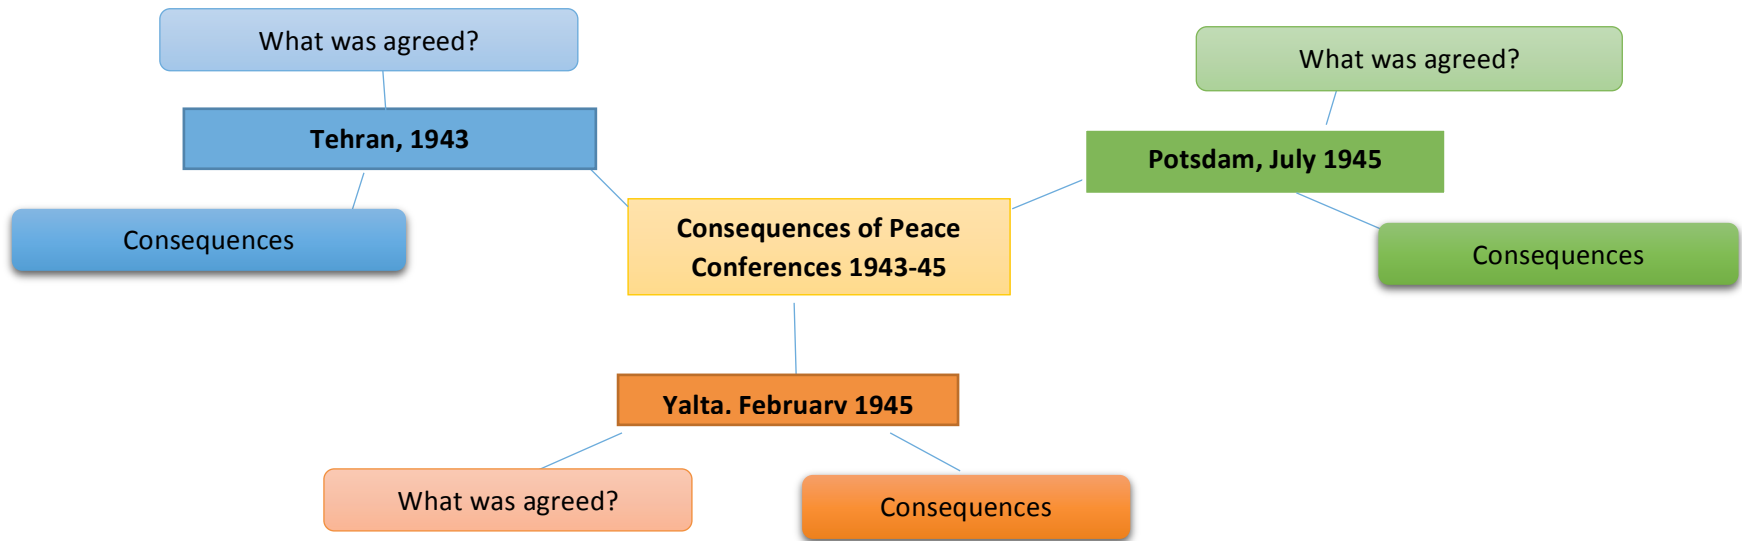 What was agreed?
Tehran, 1943
Consequences
What was agreed?
Potsdam, July 1945
Consequences
Consequences of Peace
Conferences 1943-45
Yalta, February 1945
What was agreed?
Consequences